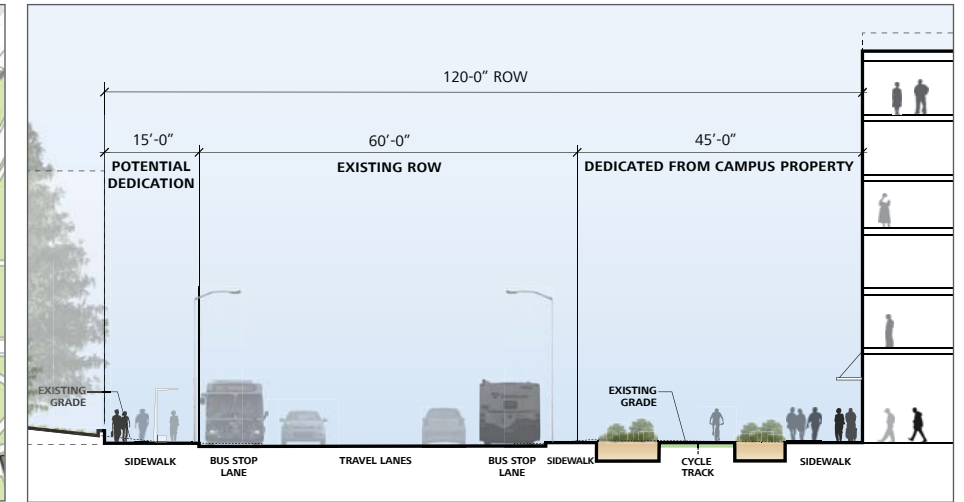 120-0” ROW
15’-0”
60’-0”
45’-0”
POTENTIAL
DEDICATION
EXISTING ROW
DEDICATED FROM CAMPUS PROPERTY
EXISTING
GRADE
EXISTING
GRADE
SIDEWALK
BUS STOP
LANE
TRAVEL LANES
BUS STOP
LANE
SIDEWALK
CYCLE
TRACK
SIDEWALK